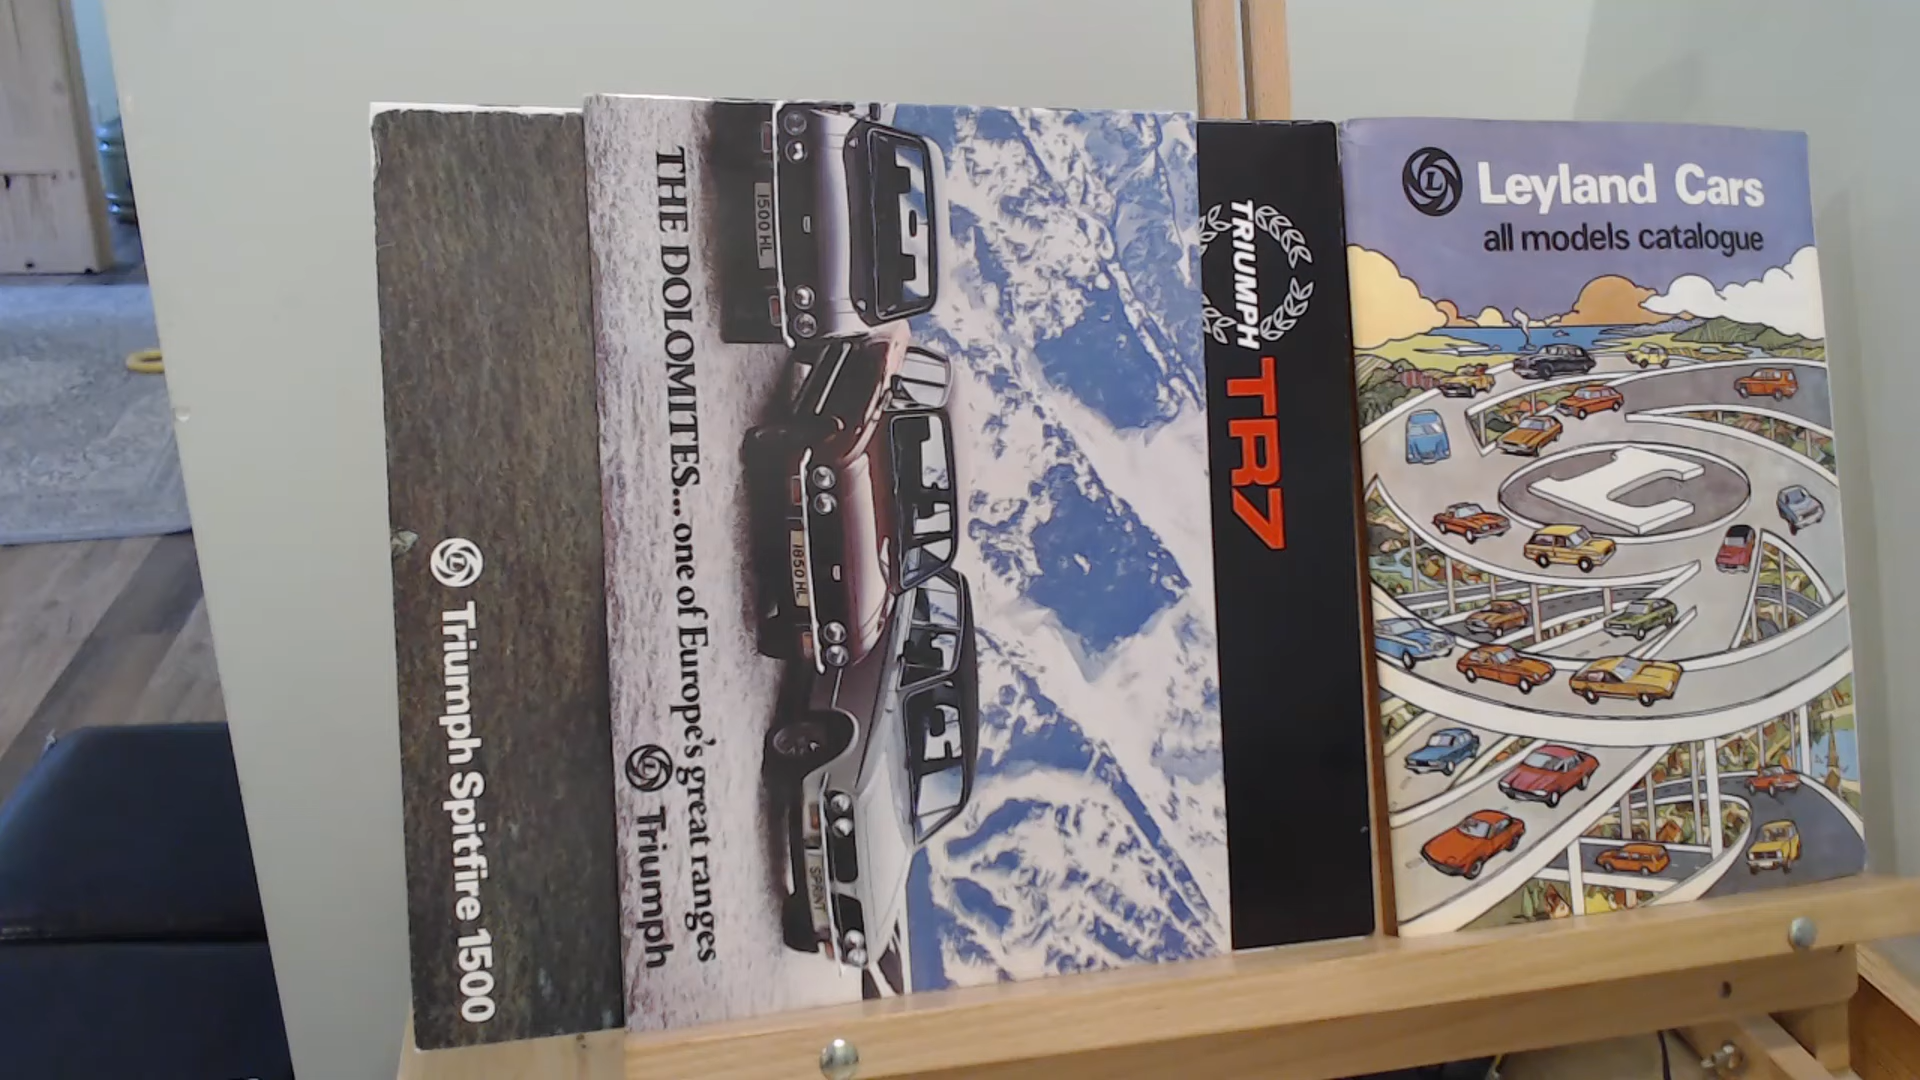 Triumph Spitfire 1500
THE DOLOMITES... one of Europe's great ranges
Triumph
1500 HL
1850 HL
SPRINT
TRIUMPH
TR7
L
Leyland Cars
all models catalogue
L